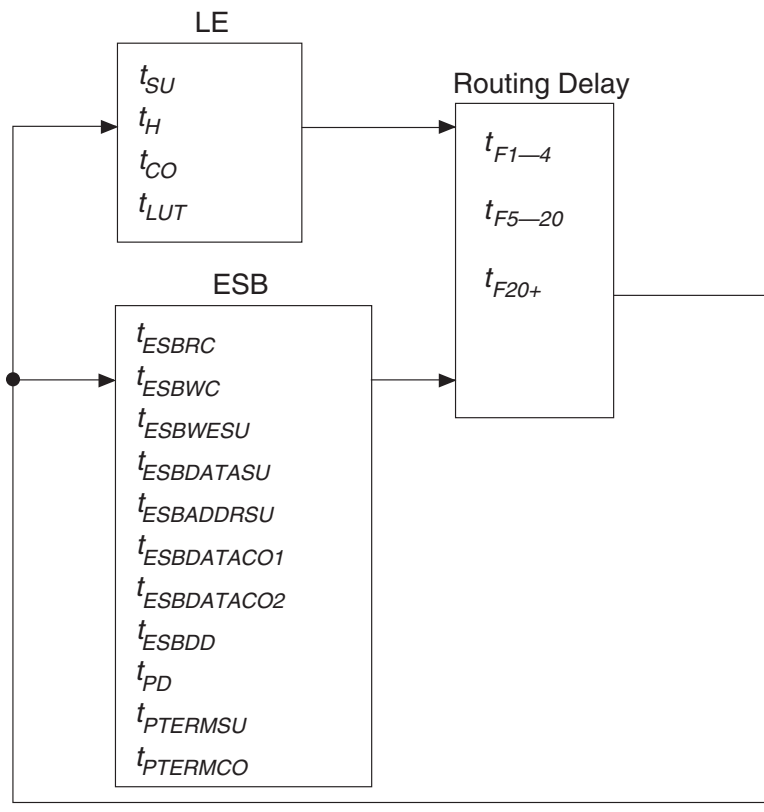 LE
tSU
tH
tCO
tLUT
Routing Delay
tF1—4
tF5—20
tF20+
ESB
tESBRC
tESBWC
tESBWESU
tESBDATASU
tESBADDRSU
tESBDATACO1
tESBDATACO2
tESBDD
tPD
tPTERMSU
tPTERMCO